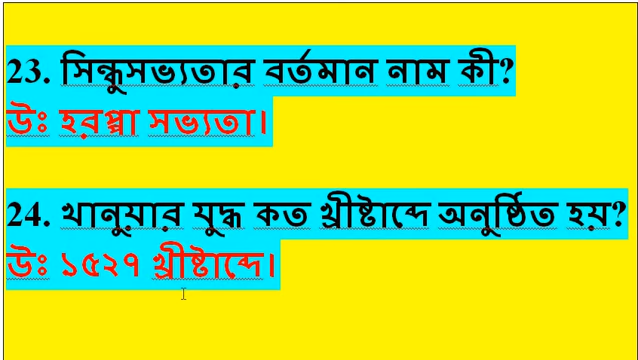 23. সিন্ধুসভ্যতার বর্তমান নাম কী?
উঃ হরপ্পা সভ্যতা।
24. খানুয়ার যুদ্ধ কত খ্রীষ্টাব্দে অনুষ্ঠিত হয়?
উঃ ১৫২৭ খ্রীষ্টাব্দে।